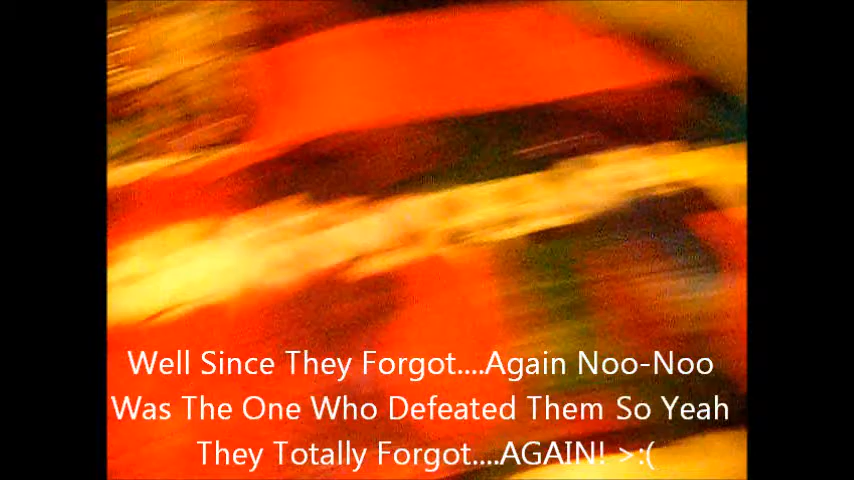 Well Since They Forgot....Again Noo-Noo
Was The One Who Defeated Them So Yeah
They Totally Forgot....AGAIN! >:(